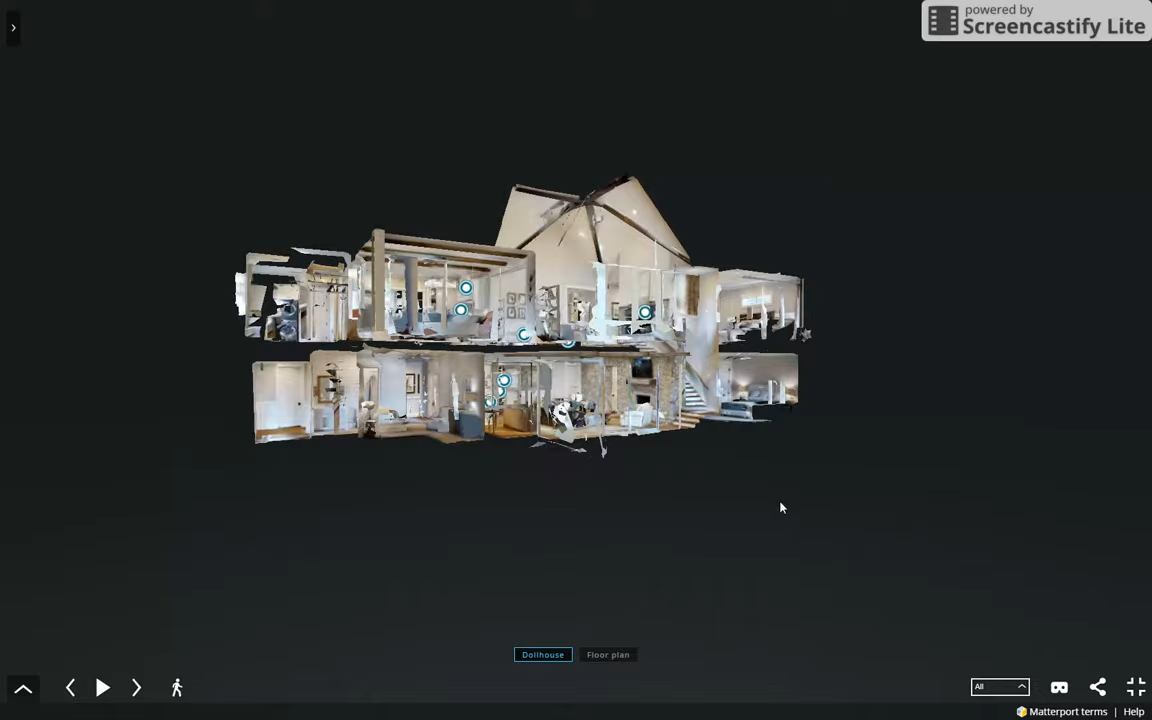 powered by
Screencastify Lite
Dollhouse
Floor plan
All
Matterport terms | Help